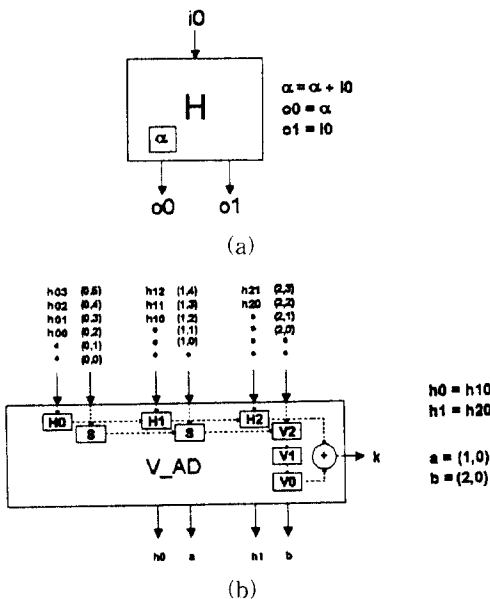 i0
H
α
α = α + i0
o0 = α
o1 = i0
o0 o1
(a)
h03 (0,5) h12 (1,4) h21 (2,3)
h02 (0,4) h11 (1,3) h20 (2,2)
h01 (0,3) h10 (1,2) • (2,1)
h00 (0,2) • (1,1) • (2,0)
• (0,1) • (1,0) • •
• (0,0) • • • •
h0 = h10
h1 = h20
H0 H1 H2
S S V2
V1
V0
+
k
V_AD
a = (1,0)
b = (2,0)
h0 a h1 b
(b)